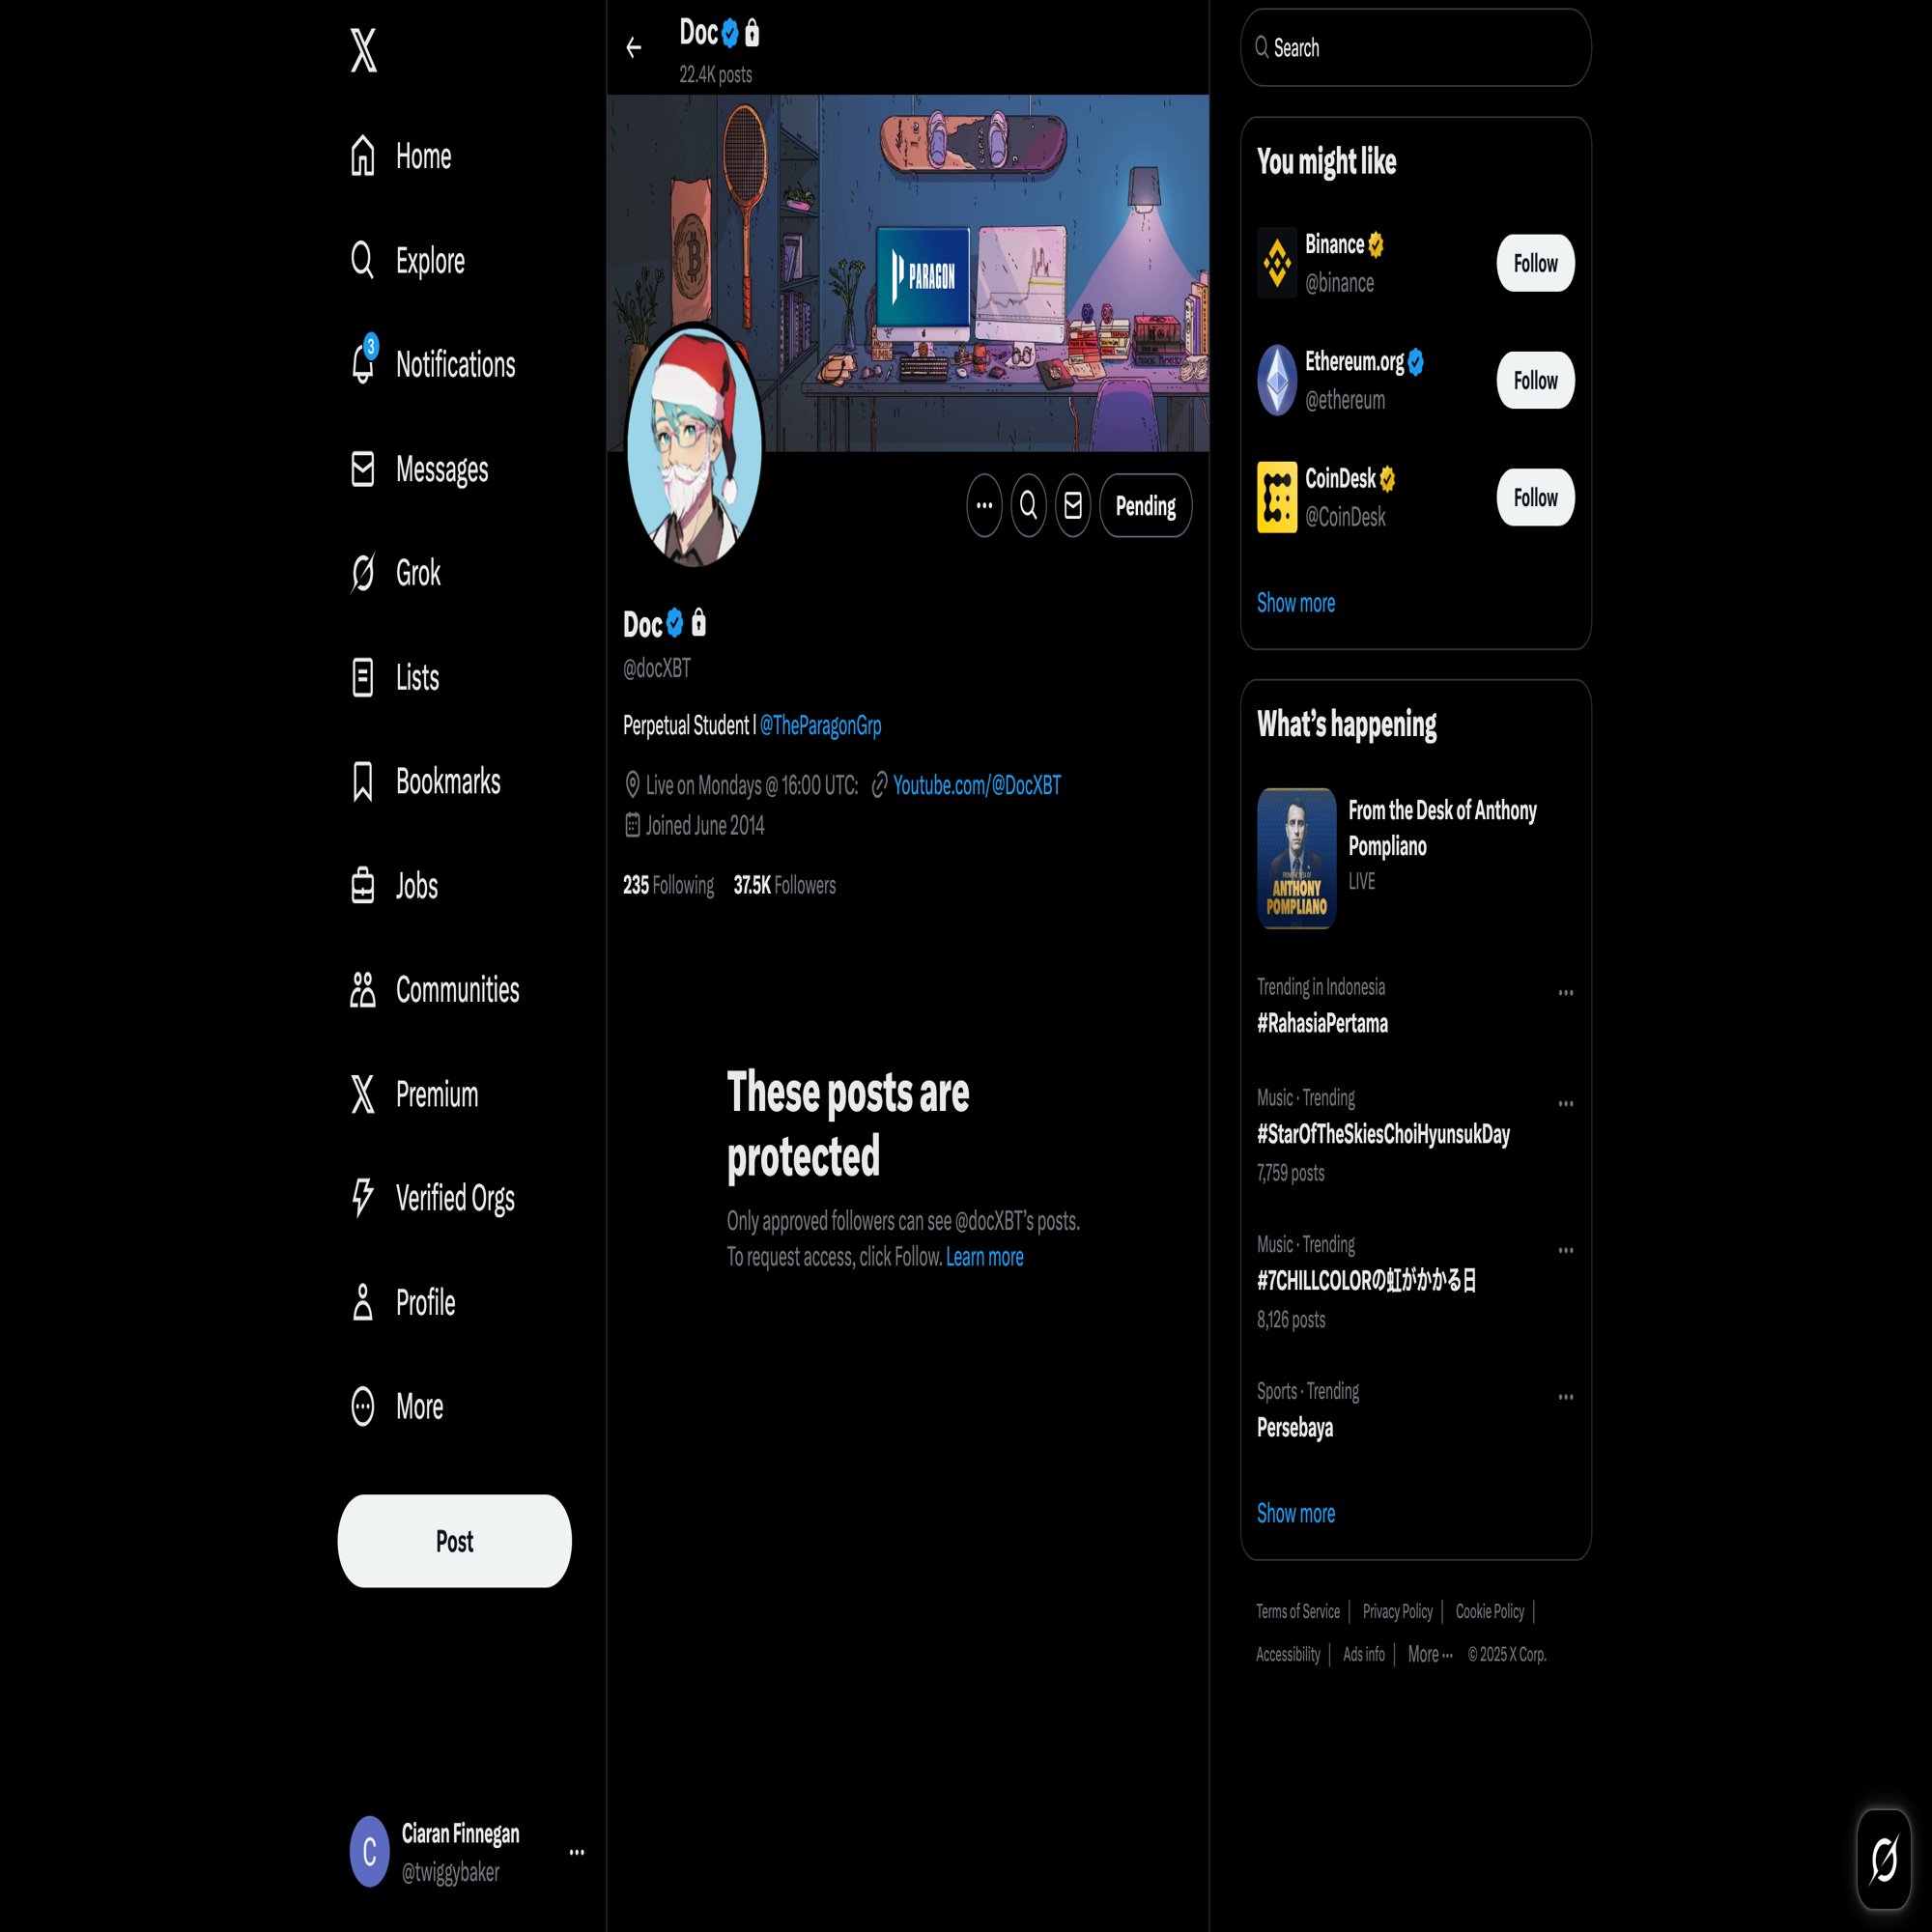 Home
Explore
3
Notifications
Messages
Grok
Lists
Bookmarks
Jobs
Communities
Premium
Verified Orgs
Profile
More
Post
C
Ciaran Finnegan
@twiggybaker
Doc
22.4K posts
PARAGON
Pending
Doc
@docXBT
Perpetual Student | @TheParagonGrp
Live on Mondays @ 16:00 UTC: Youtube.com/@DocXBT
Joined June 2014
235 Following 37.5K Followers
These posts are
protected
Only approved followers can see @docXBT’s posts.
To request access, click Follow. Learn more
Search
You might like
Binance
@binance
Follow
Ethereum.org
@ethereum
Follow
CoinDesk
@CoinDesk
Follow
Show more
What’s happening
FROM THE DESK OF
ANTHONY
POMPLIANO
From the Desk of Anthony
Pompliano
LIVE
Trending in Indonesia
#RahasiaPertama
Music · Trending
#StarOfTheSkiesChoiHyunsukDay
7,759 posts
Music · Trending
#7CHILLCOLORの虹がかかる日
8,126 posts
Sports · Trending
Persebaya
Show more
Terms of Service | Privacy Policy | Cookie Policy |
Accessibility | Ads info | More ··· © 2025 X Corp.